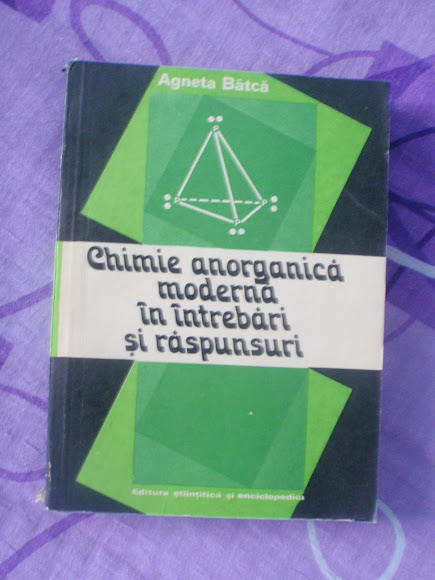 Agneta Bâtcă
P
P
P
P
Chimie anorganică
modernă
în întrebări
și răspunsuri
Editura științifică și enciclopedică